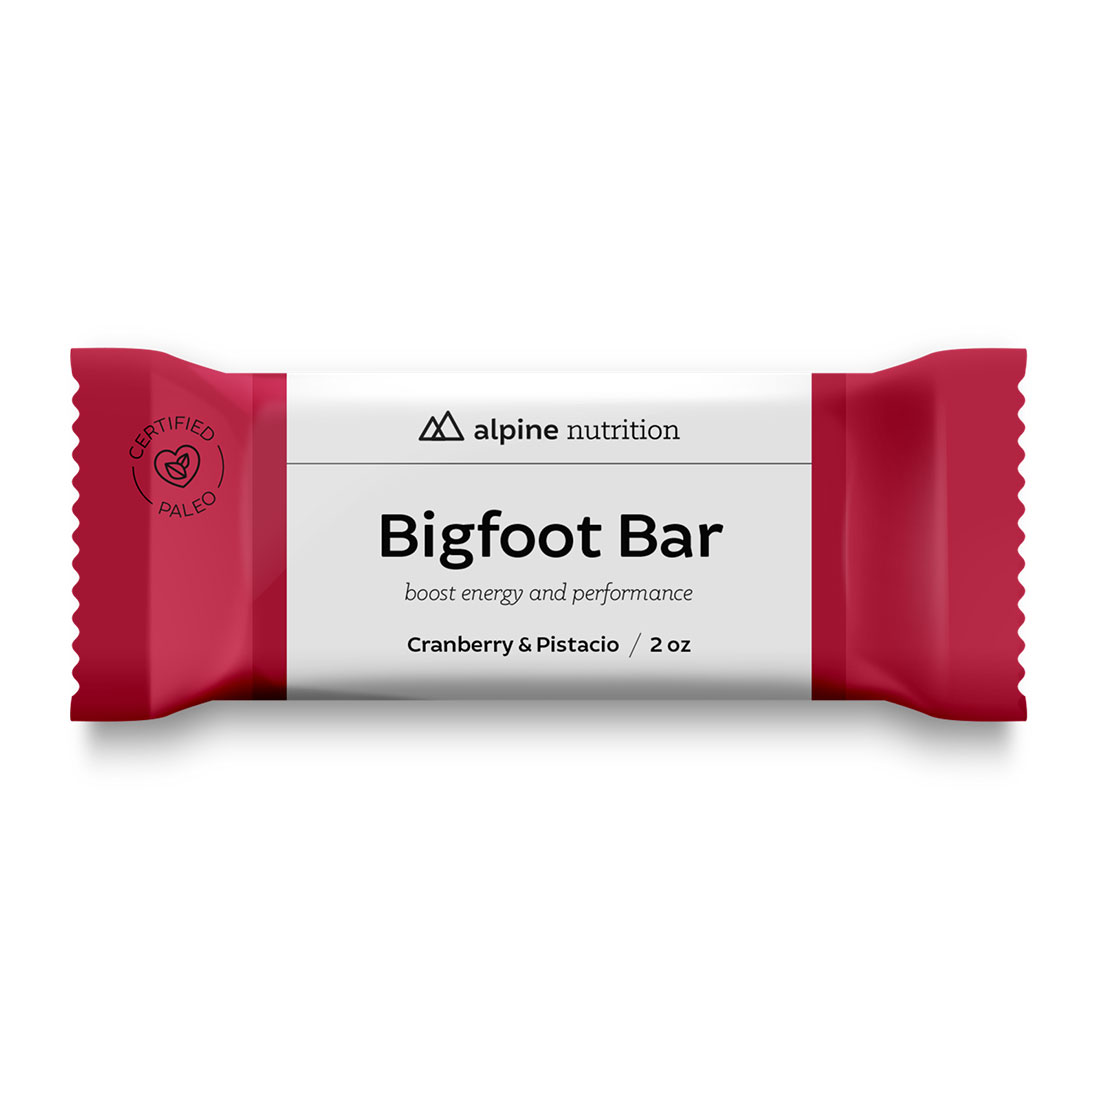 CERTIFIED
PALEO
alpine nutrition
Bigfoot Bar
boost energy and performance
Cranberry & Pistacio / 2 oz